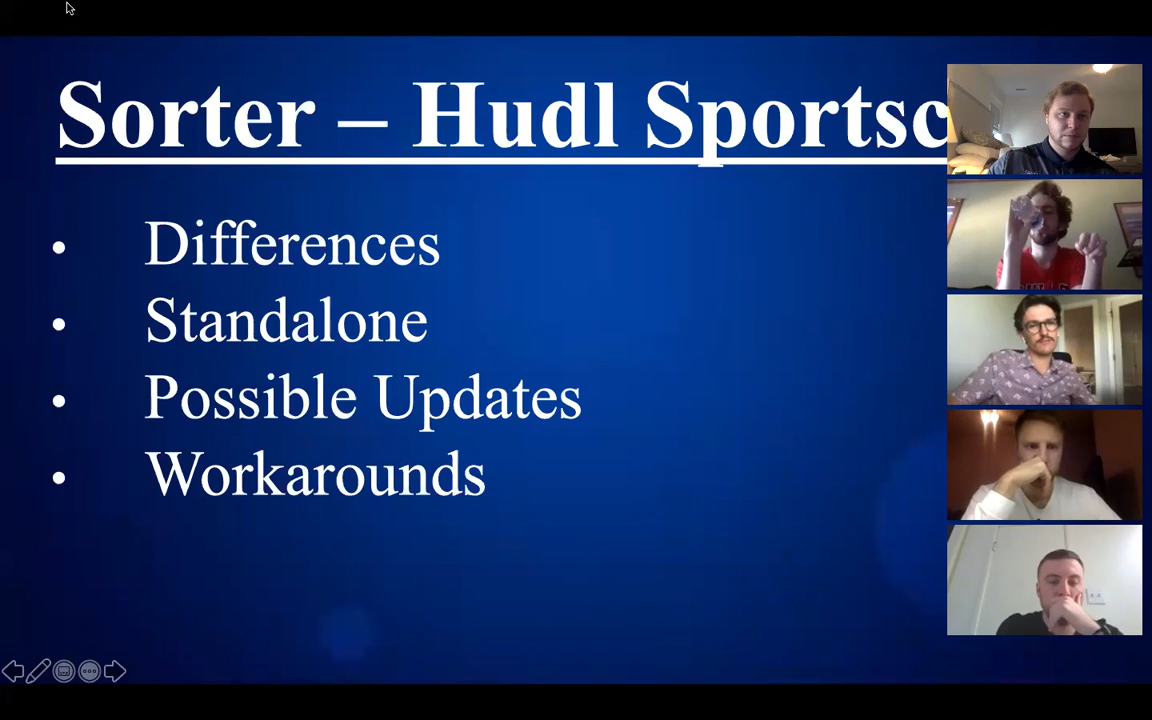 Sorter – Hudl Sportsc
• Differences
• Standalone
• Possible Updates
• Workarounds